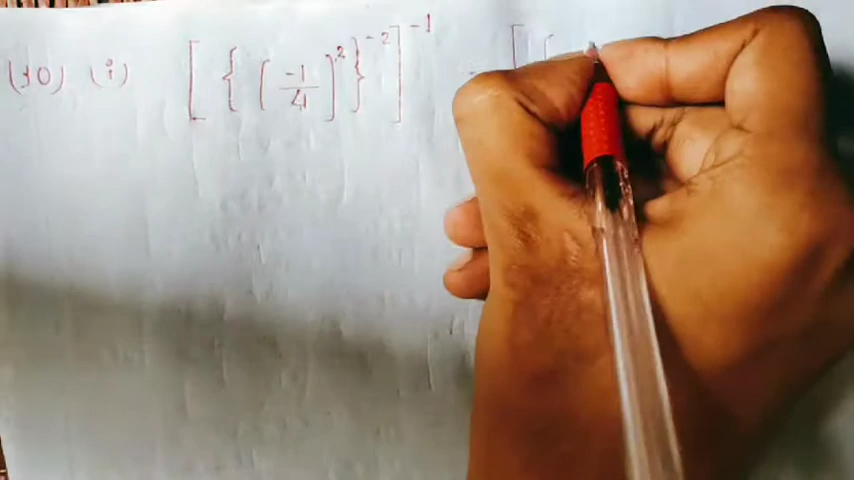 (10) (i) [ { ( -1/4 )² }⁻² ]⁻¹ = [ {